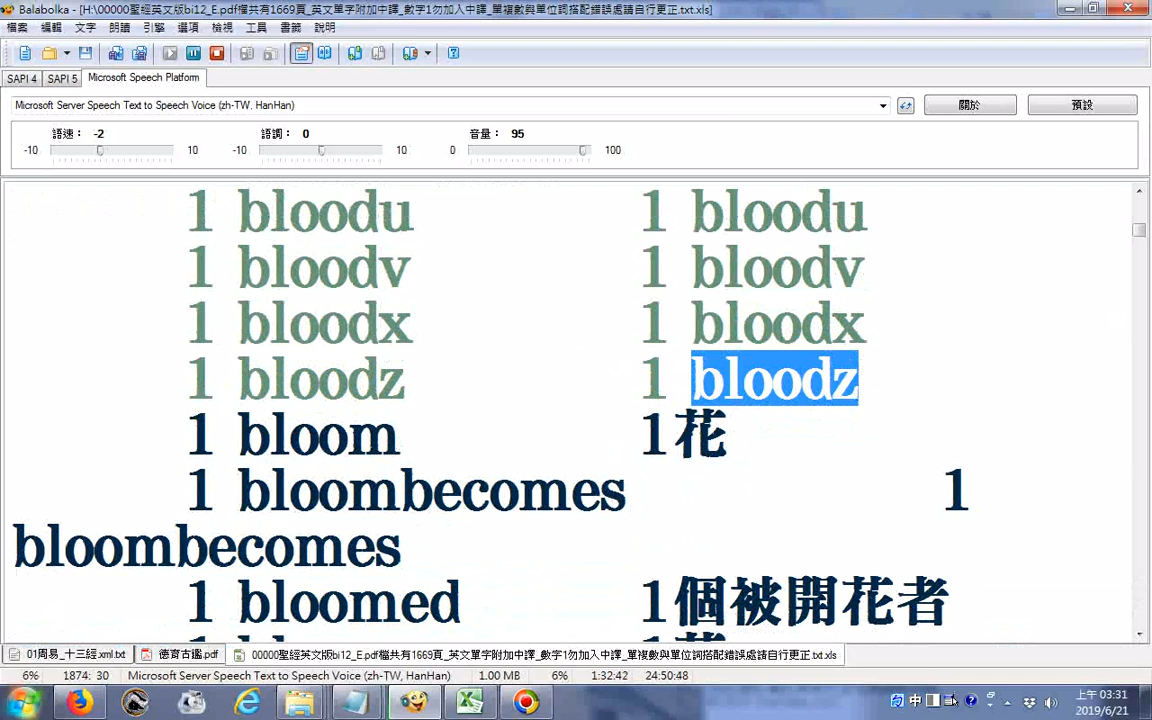 Balabolka - [H:\00000聖經英文版bi12_E.pdf檔共有1669頁_英文單字附加中譯_數字1勿加入中譯_單複數與單位詞搭配錯誤處請自行更正.txt.xls]
檔案 編輯 文字 朗讀 引擎 選項 檢視 工具 書籤 說明
SAPI 4 SAPI 5 Microsoft Speech Platform
Microsoft Server Speech Text to Speech Voice (zh-TW, HanHan) 關於 預設
語速： -2 語調： 0 音量： 95
-10 10 -10 10 0 100
1 bloodu 1 bloodu
1 bloodv 1 bloodv
1 bloodx 1 bloodx
1 bloodz 1 bloodz
1 bloom 1花
1 bloombecomes 1
bloombecomes
1 bloomed 1個被開花者
01周易_十三經.xml.txt 德育古鑑.pdf 00000聖經英文版bi12_E.pdf檔共有1669頁_英文單字附加中譯_數字1勿加入中譯_單複數與單位詞搭配錯誤處請自行更正.txt.xls
6% 1874: 30 Microsoft Server Speech Text to Speech Voice (zh-TW, HanHan) 1.00 MB 6% 1:32:42 24:50:48
中 上午 03:31
2019/6/21